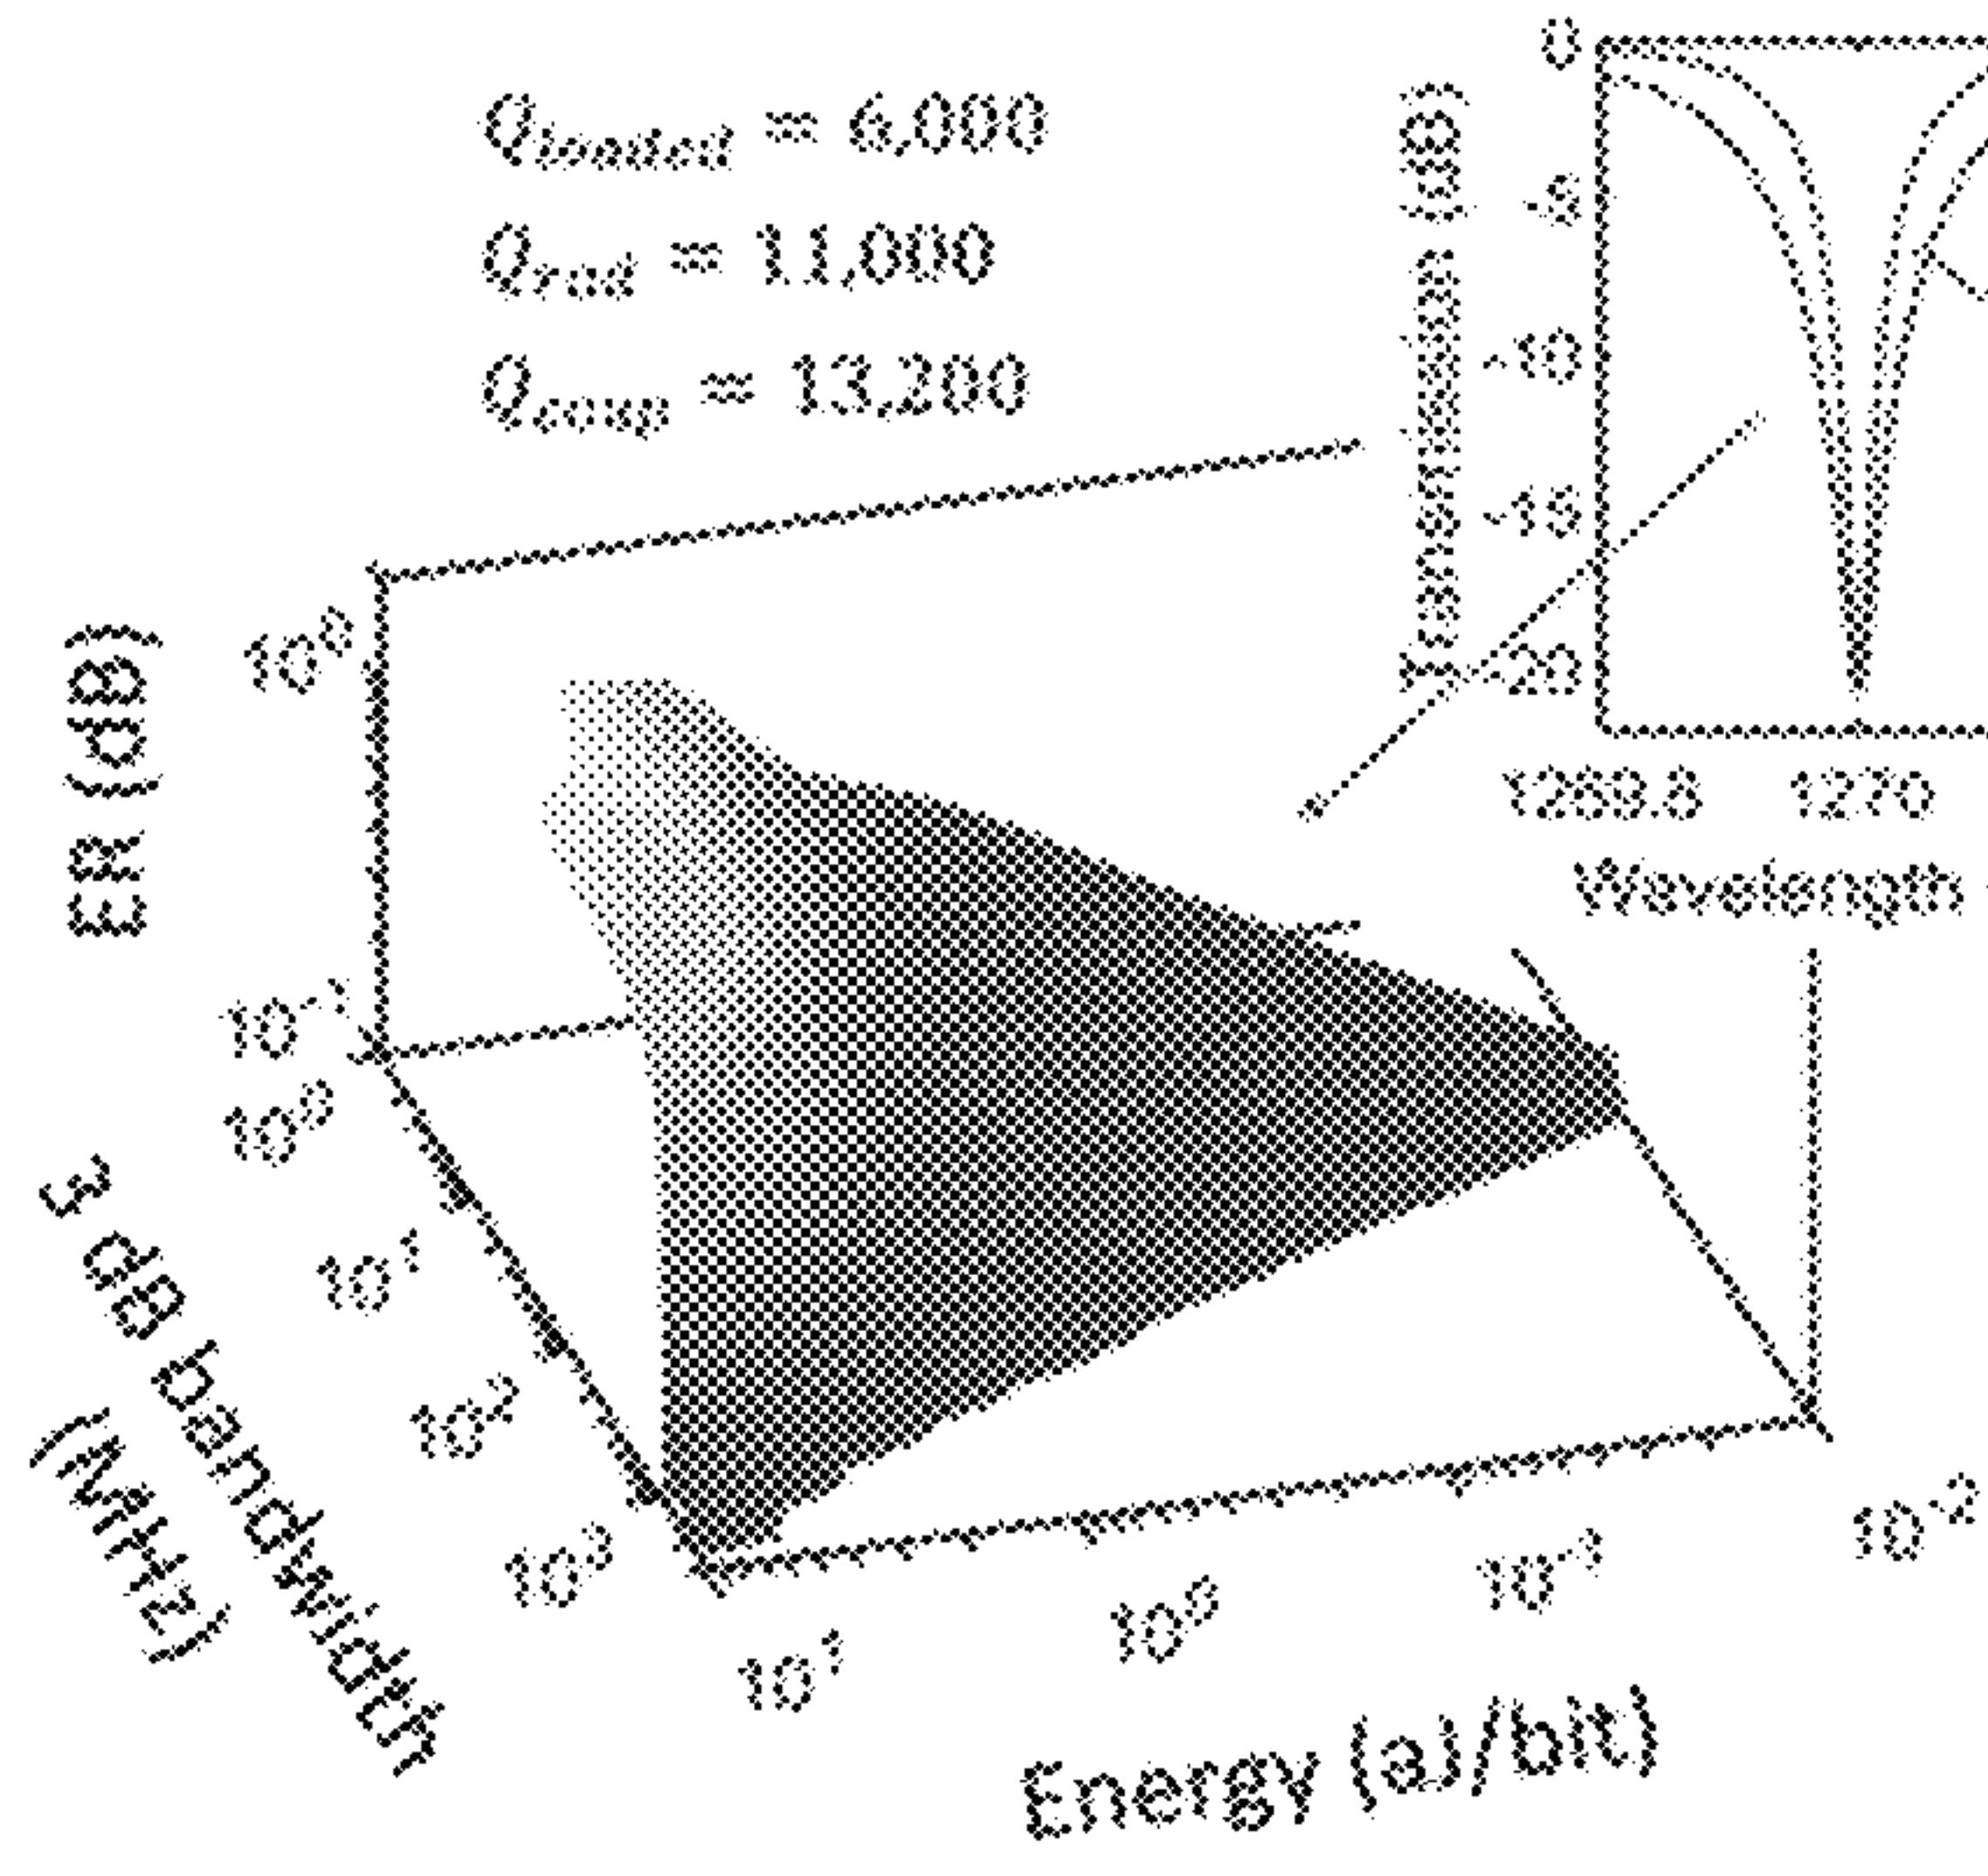 Q_loaded = 6,000
Q_rad = 11,000
Q_coup = 13,200
Transmission (dB)
0
-5
-10
-15
-20
1269.8 1270
Wavelength
ER (dB)
10^0
10^-1
3 dB bandwidth
(MHz)
10^0
10^1
10^2
10^3
10^1
10^0
10^-1
10^-2
Energy (aJ/bit)